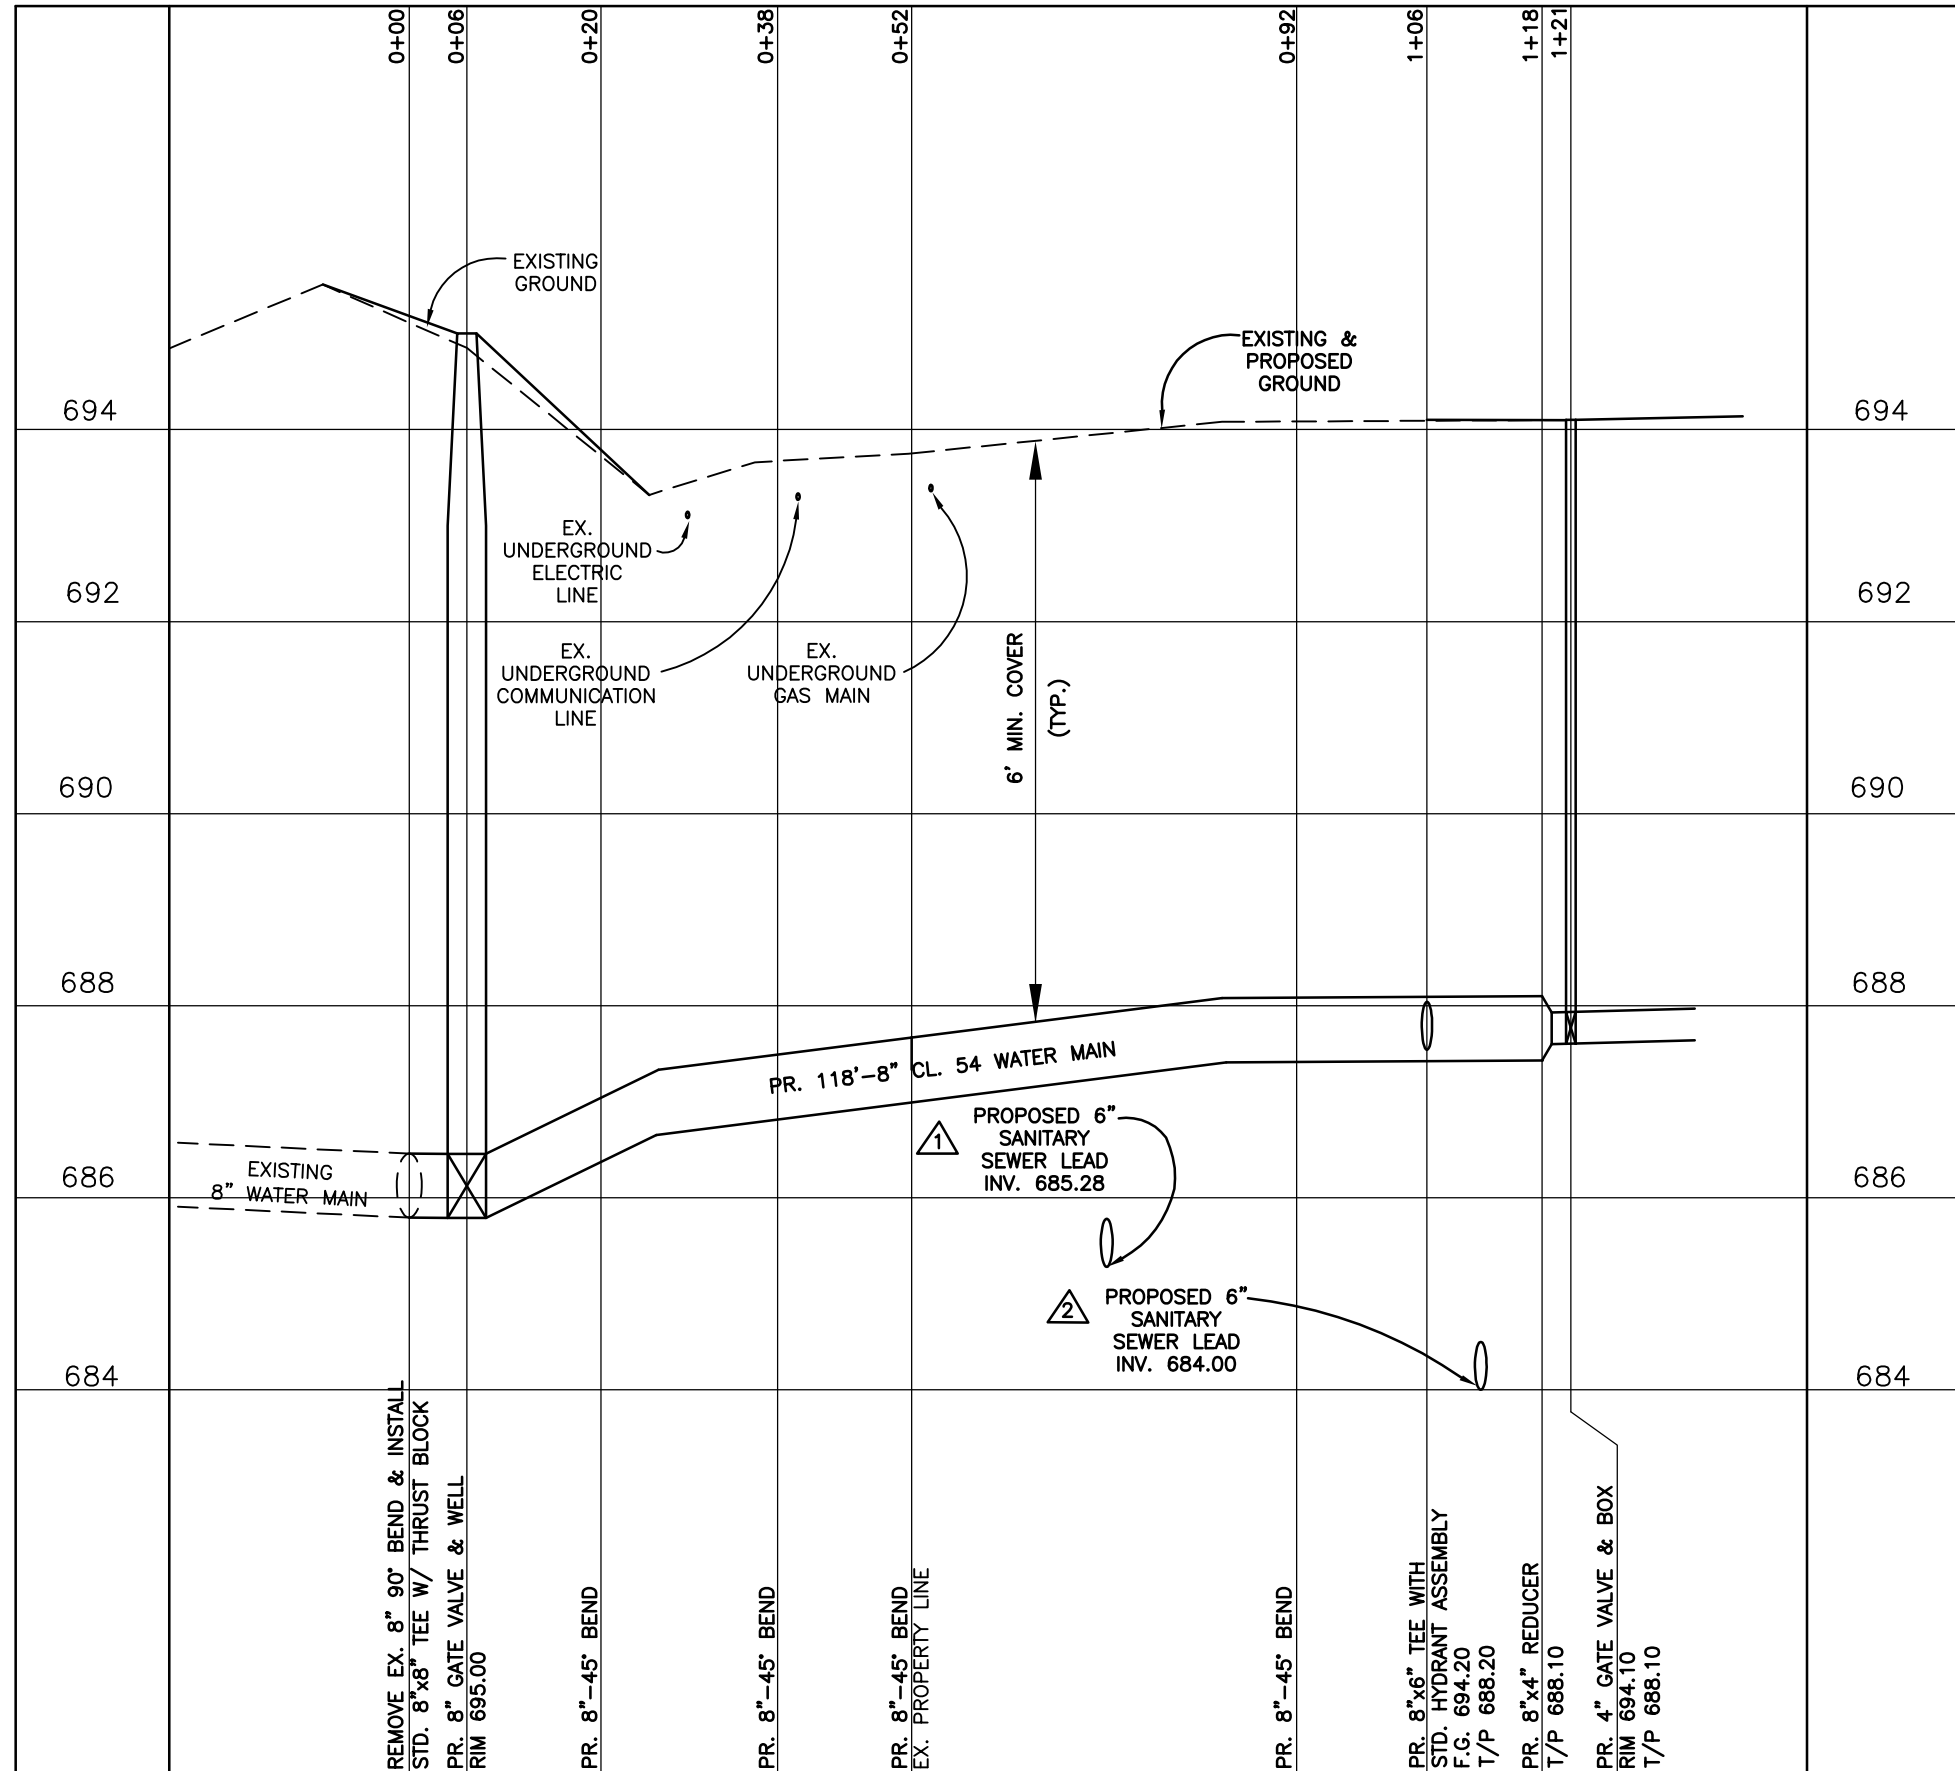 0+00
0+06
0+20
0+38
0+52
0+92
1+06
1+18
1+21
EXISTING
GROUND
EXISTING &
PROPOSED
GROUND
694
694
EX.
UNDERGROUND
ELECTRIC
LINE
692
692
EX.
UNDERGROUND
COMMUNICATION
LINE
EX.
UNDERGROUND
GAS MAIN
6' MIN. COVER
(TYP.)
690
690
688
688
PR. 118'-8" CL. 54 WATER MAIN
1
PROPOSED 6"
SANITARY
SEWER LEAD
INV. 685.28
EXISTING
8" WATER MAIN
686
686
2
PROPOSED 6"
SANITARY
SEWER LEAD
INV. 684.00
684
684
REMOVE EX. 8" 90° BEND & INSTALL
STD. 8"x8" TEE W/ THRUST BLOCK
PR. 8" GATE VALVE & WELL
RIM 695.00
PR. 8"-45° BEND
PR. 8"-45° BEND
PR. 8"-45° BEND
EX. PROPERTY LINE
PR. 8"-45° BEND
PR. 8"x6" TEE WITH
STD. HYDRANT ASSEMBLY
F.G. 694.20
T/P 688.20
PR. 8"x4" REDUCER
T/P 688.10
PR. 4" GATE VALVE & BOX
RIM 694.10
T/P 688.10